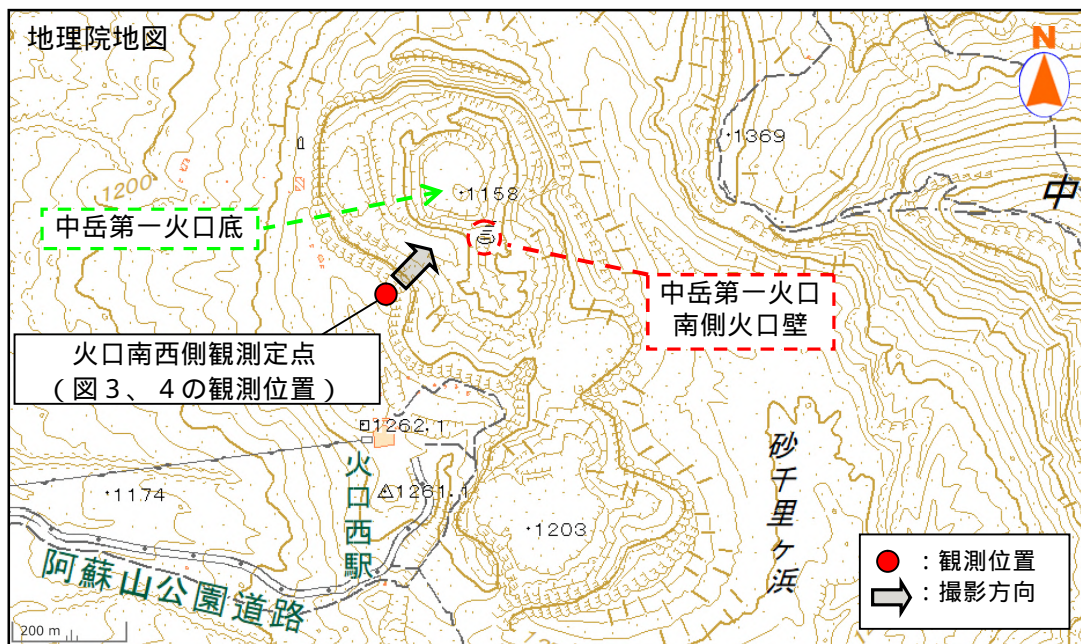 地理院地図
N
1369
1200
1158
中
中岳第一火口底
中岳第一火口
南側火口壁
火口南西側観測定点
(図3、4の観測位置)
1262.1
1174
1261.1
火口西駅
1203
砂千里ヶ浜
阿蘇山公園道路
:観測位置
:撮影方向
200 m